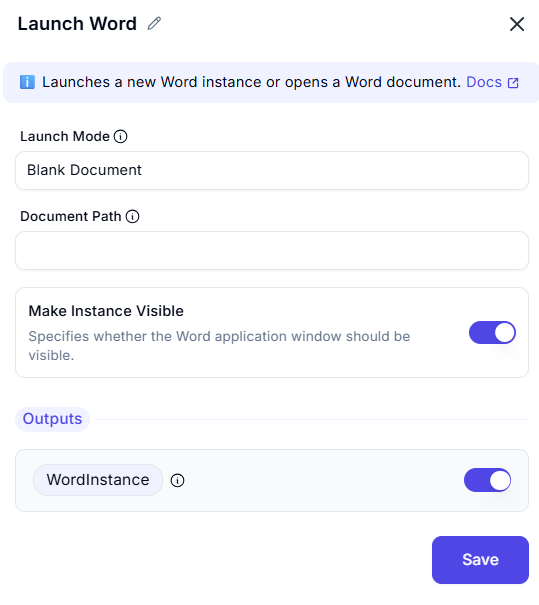 Launch Word
Launches a new Word instance or opens a Word document. Docs
Launch Mode
Blank Document
Document Path
Make Instance Visible
Specifies whether the Word application window should be
visible.
Outputs
WordInstance
Save